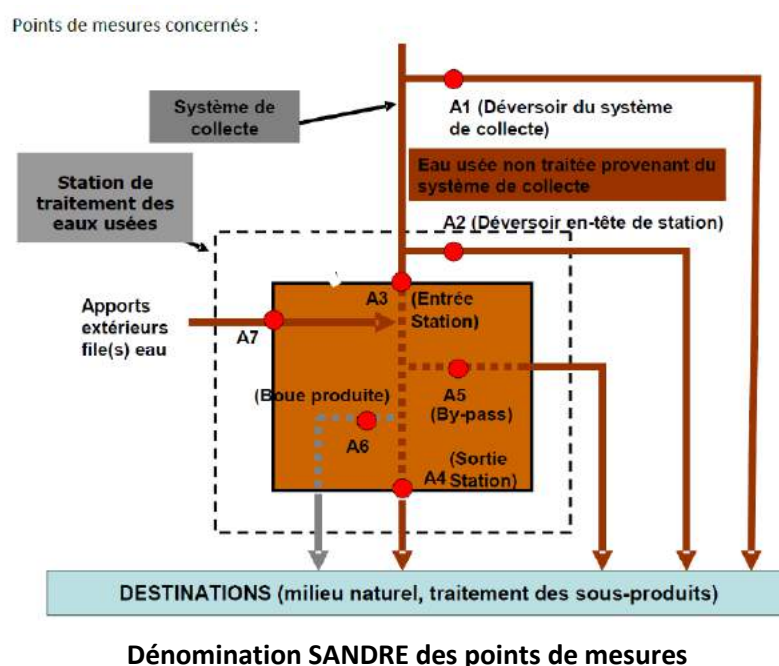 Points de mesures concernés :
Système de
collecte
A1 (Déversoir du système
de collecte)
Eau usée non traitée provenant du
système de collecte
Station de
traitement des
eaux usées
A2 (Déversoir en-tête de station)
A3
(Entrée
Station)
Apports
extérieurs
file(s) eau
A7
(Boue produite)
A5
(By-pass)
A6
(Sortie
A4 Station)
DESTINATIONS (milieu naturel, traitement des sous-produits)
Dénomination SANDRE des points de mesures